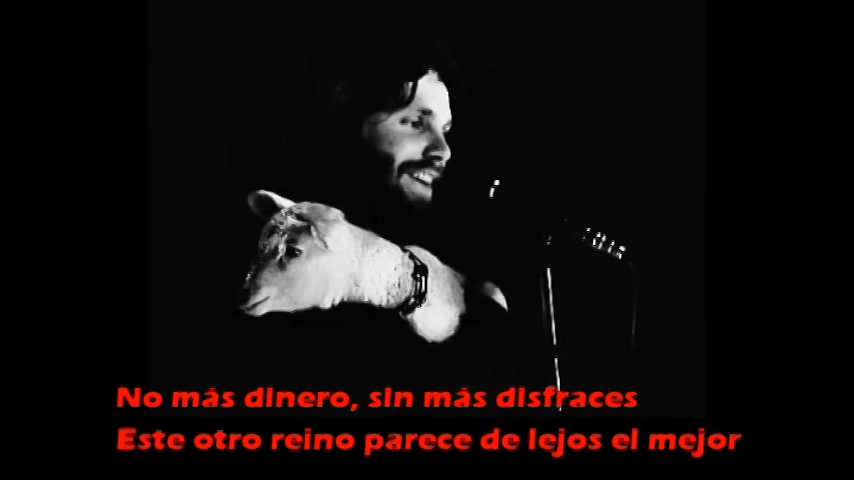 No más dinero, sin más disfraces
Este otro reino parece de lejos el mejor